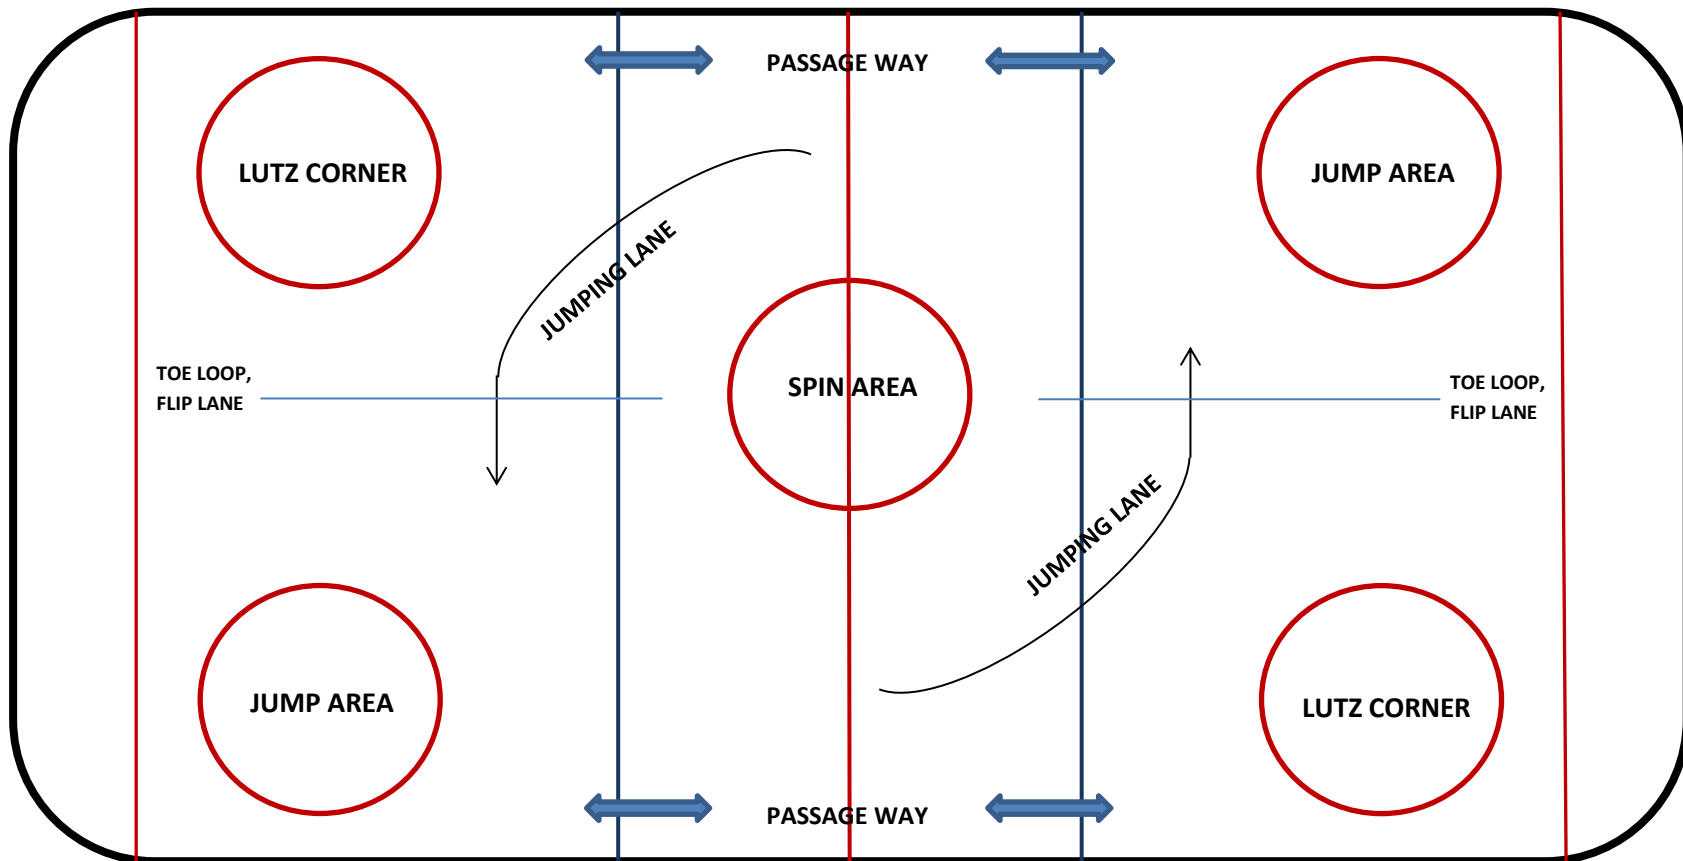 PASSAGE WAY
LUTZ CORNER
JUMP AREA
JUMPING LANE
TOE LOOP,
FLIP LANE
SPIN AREA
TOE LOOP,
FLIP LANE
JUMPING LANE
JUMP AREA
LUTZ CORNER
PASSAGE WAY